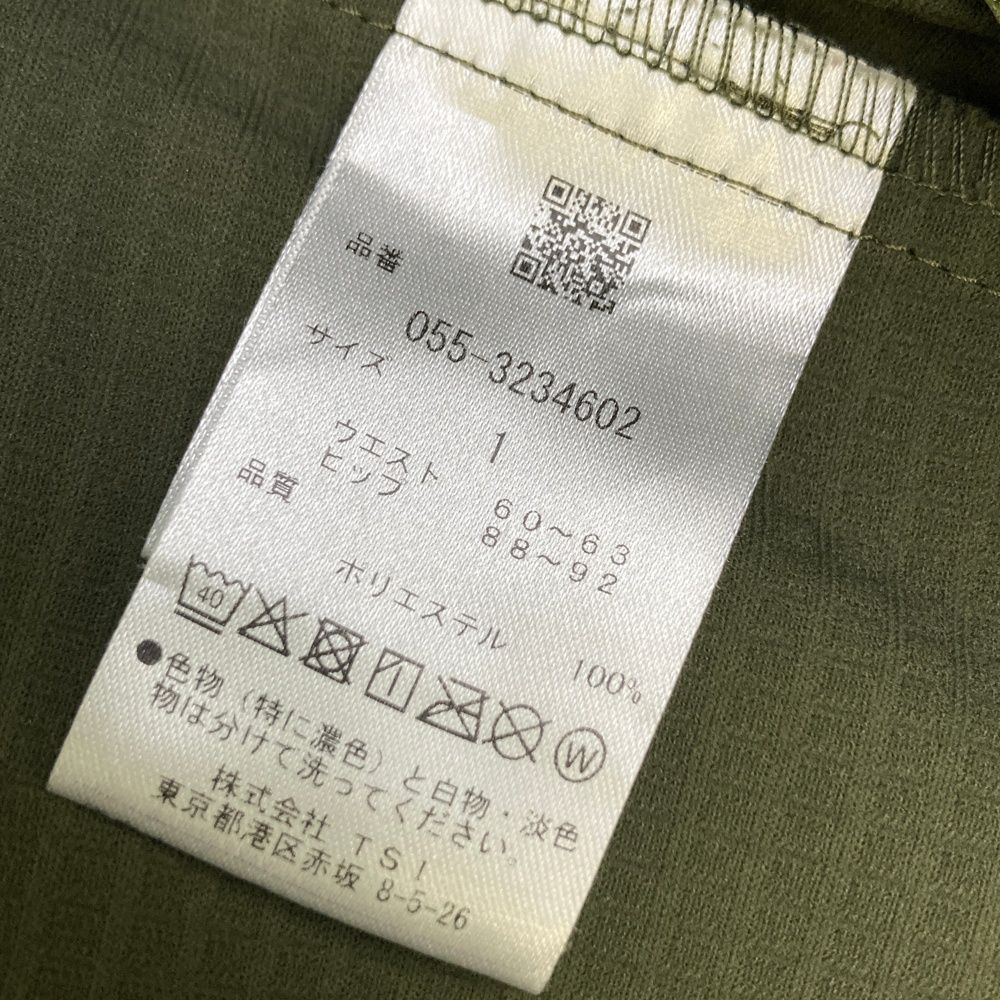 品番
055-3234602
サイズ
1
ウエスト 60～63
ヒップ 88～92
品質
ポリエステル 100%
40
W
●色物（特に濃色）と白物・淡色
物は分けて洗ってください。
株式会社 TSI
東京都港区赤坂 8-5-26